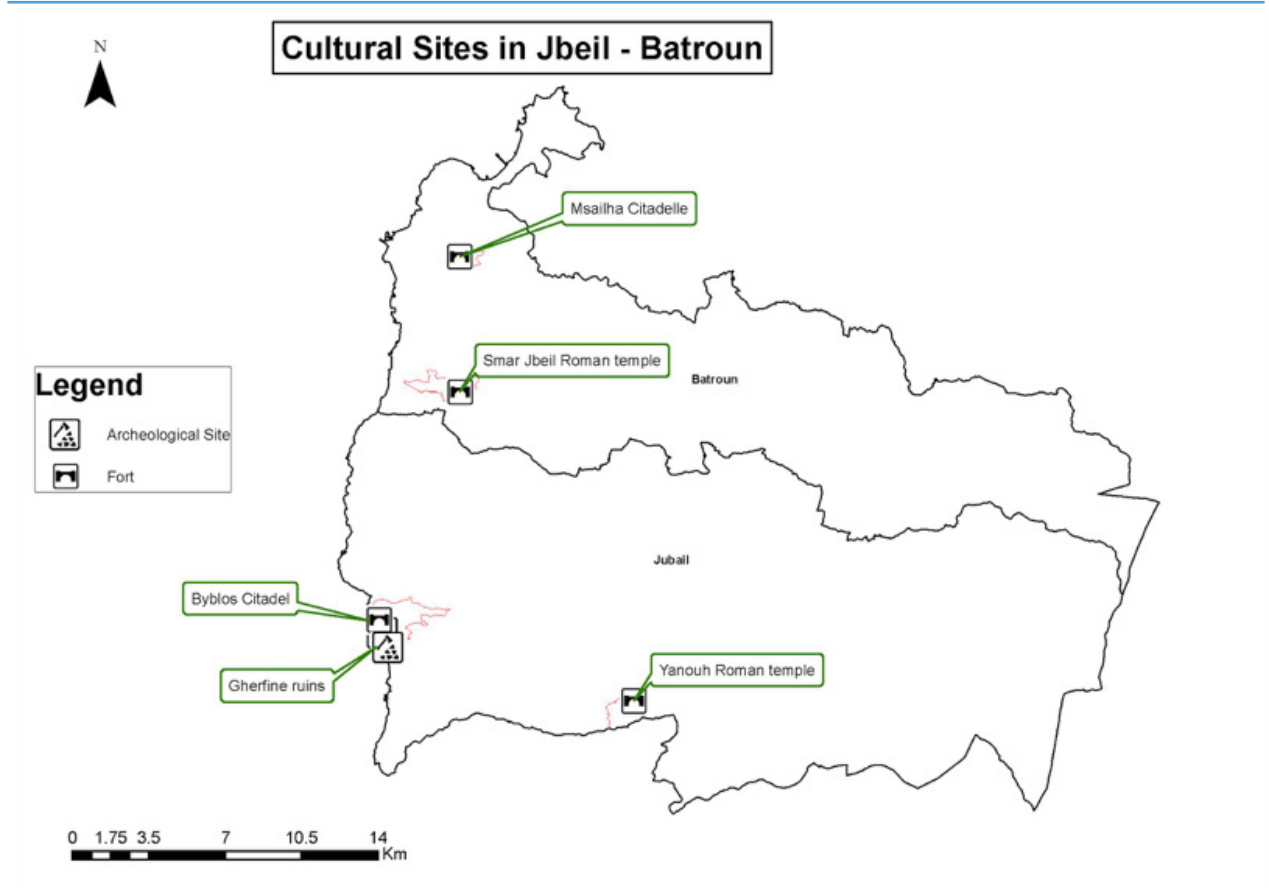 Cultural Sites in Jbeil - Batroun
N
Msailha Citadelle
Smar Jbeil Roman temple
Batroun
Legend
Archeological Site
Fort
Jubail
Byblos Citadel
Gherfine ruins
Yanouh Roman temple
0 1.75 3.5 7 10.5 14
Km